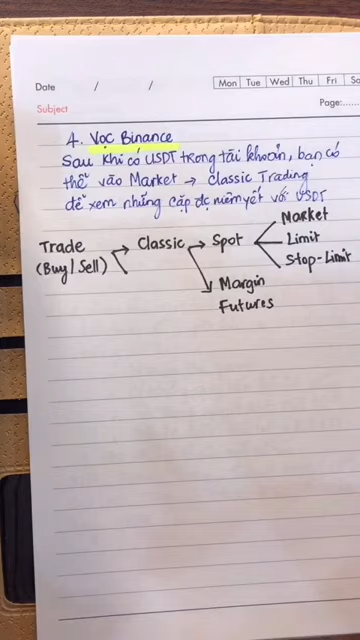 Date / /
Mon Tue Wed Thu Fri
Subject
Page:
4. Vọc Binance
Sau khi có USDT trong tài khoản, bạn có
thể vào Market → Classic Trading
để xem những cặp đc niêm yết với USDT
Trade (Buy/Sell) → Classic → Spot
Market
Limit
Stop-Limit
Margin
Futures